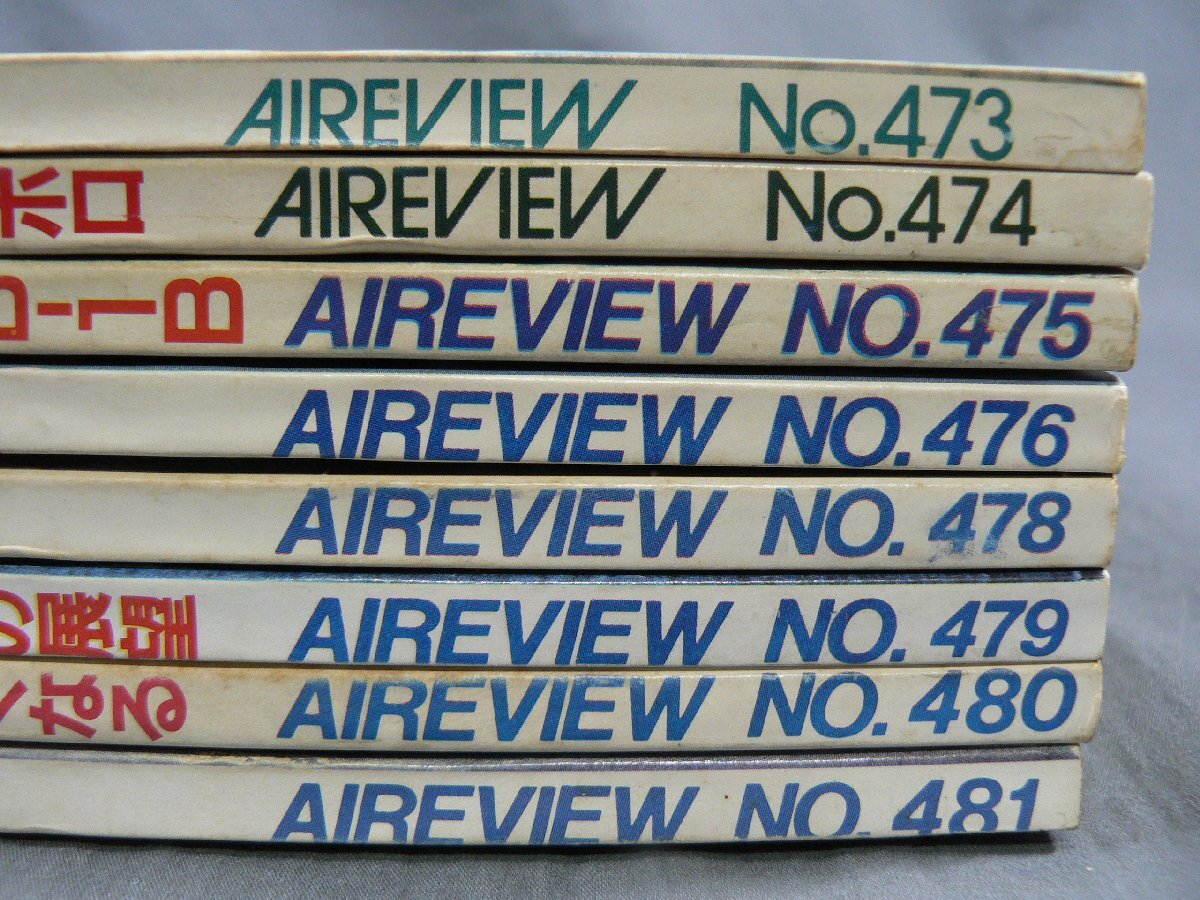 AIREVIEW No.473
ホロ AIREVIEW No.474
B-1B AIREVIEW NO.475
AIREVIEW NO.476
AIREVIEW NO.478
の展望 AIREVIEW NO.479
くなる AIREVIEW NO.480
AIREVIEW NO.481